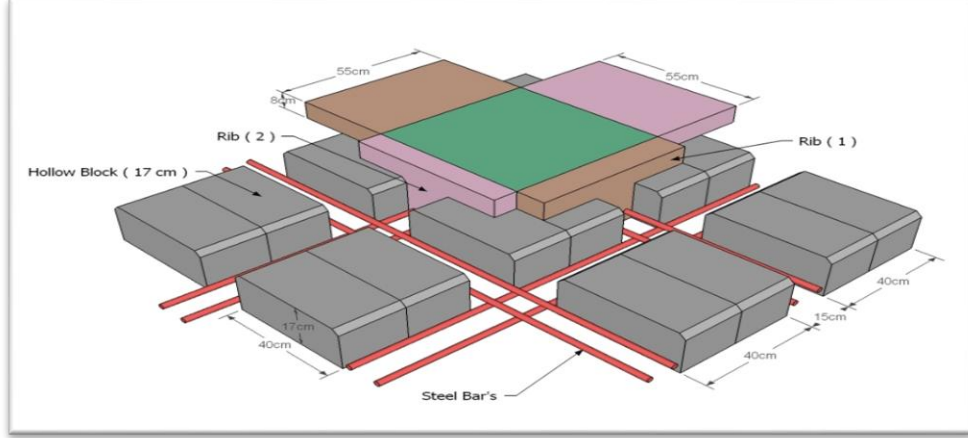 55cm
55cm
8cm
Rib ( 2 )
Rib ( 1 )
Hollow Block ( 17 cm )
40cm
15cm
17cm
40cm
40cm
Steel Bar's